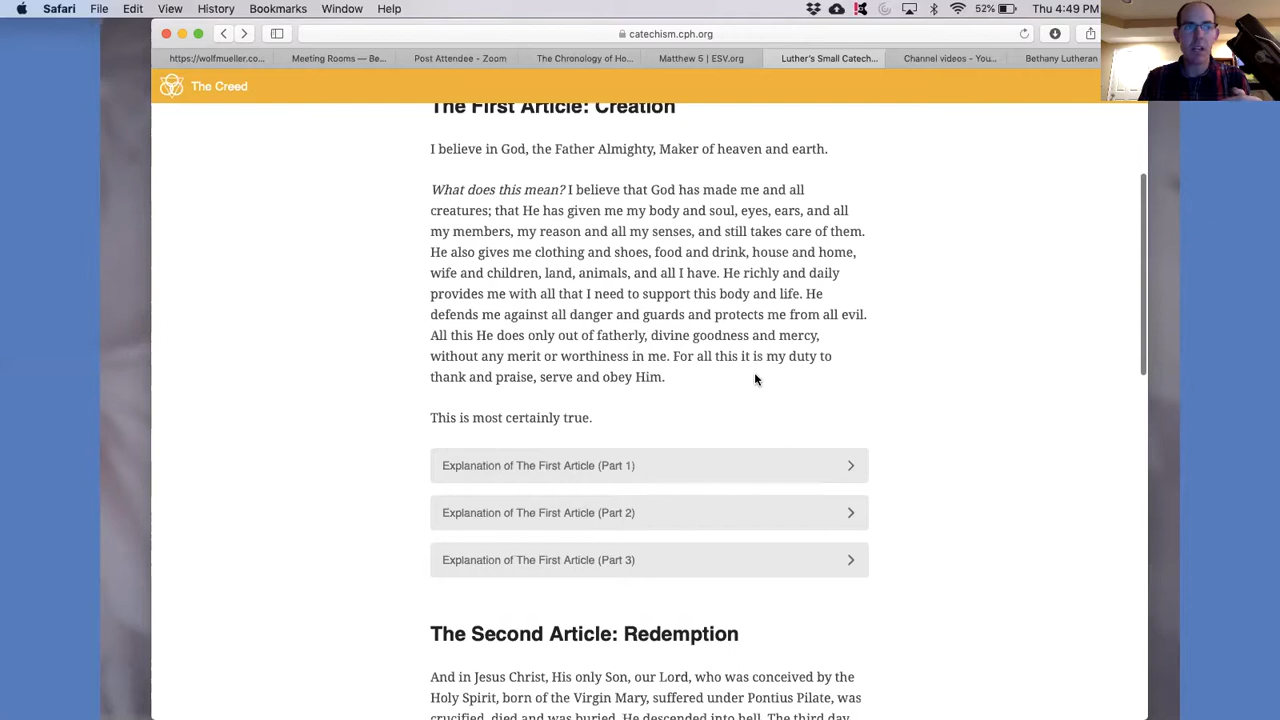 Safari File Edit View History Bookmarks Window Help 52% Thu 4:49 PM
catechism.cph.org
https://wolfmueller.co... Meeting Rooms — Be... Post Attendee - Zoom The Chronology of Ho... Matthew 5 | ESV.org Luther's Small Catech... Channel videos - You... Bethany Lutheran
The Creed
The First Article: Creation
I believe in God, the Father Almighty, Maker of heaven and earth.
What does this mean? I believe that God has made me and all
creatures; that He has given me my body and soul, eyes, ears, and all
my members, my reason and all my senses, and still takes care of them.
He also gives me clothing and shoes, food and drink, house and home,
wife and children, land, animals, and all I have. He richly and daily
provides me with all that I need to support this body and life. He
defends me against all danger and guards and protects me from all evil.
All this He does only out of fatherly, divine goodness and mercy,
without any merit or worthiness in me. For all this it is my duty to
thank and praise, serve and obey Him.
This is most certainly true.
Explanation of The First Article (Part 1)
Explanation of The First Article (Part 2)
Explanation of The First Article (Part 3)
The Second Article: Redemption
And in Jesus Christ, His only Son, our Lord, who was conceived by the
Holy Spirit, born of the Virgin Mary, suffered under Pontius Pilate, was
crucified, died and was buried. He descended into hell. The third day